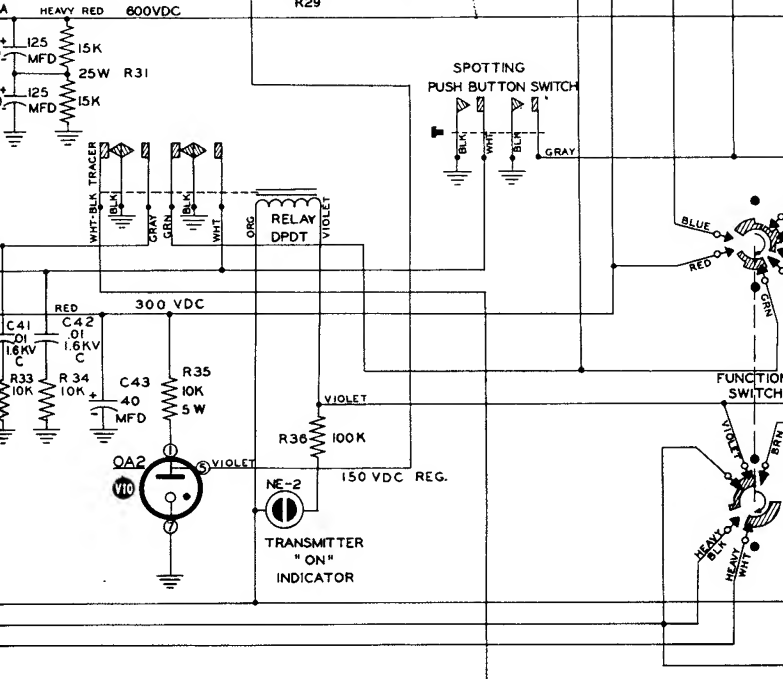 A HEAVY RED 600VDC
R29
+
125
MFD
-
15K
25W R31
+
125
MFD
-
15K
SPOTTING
PUSH BUTTON SWITCH
BLK
WHT
BLK
GRAY
WHT-BLK TRACER
BLK
GRAY
GRN
BLK
WHT
ORG
RELAY
DPDT
VIOLET
BLUE
RED
GRN
RED
300 VDC
C41
.01
1.6KV
C
C42
.01
1.6KV
C
R33
10K
R34
10K
C43
40
MFD
+
-
R35
10K
5W
FUNCTION
SWITCH
VIOLET
R36
100K
VIOLET
BRN
OA2
V10
1
5
VIOLET
7
150 VDC REG.
NE-2
TRANSMITTER
"ON"
INDICATOR
HEAVY
BLK
HEAVY
WHT